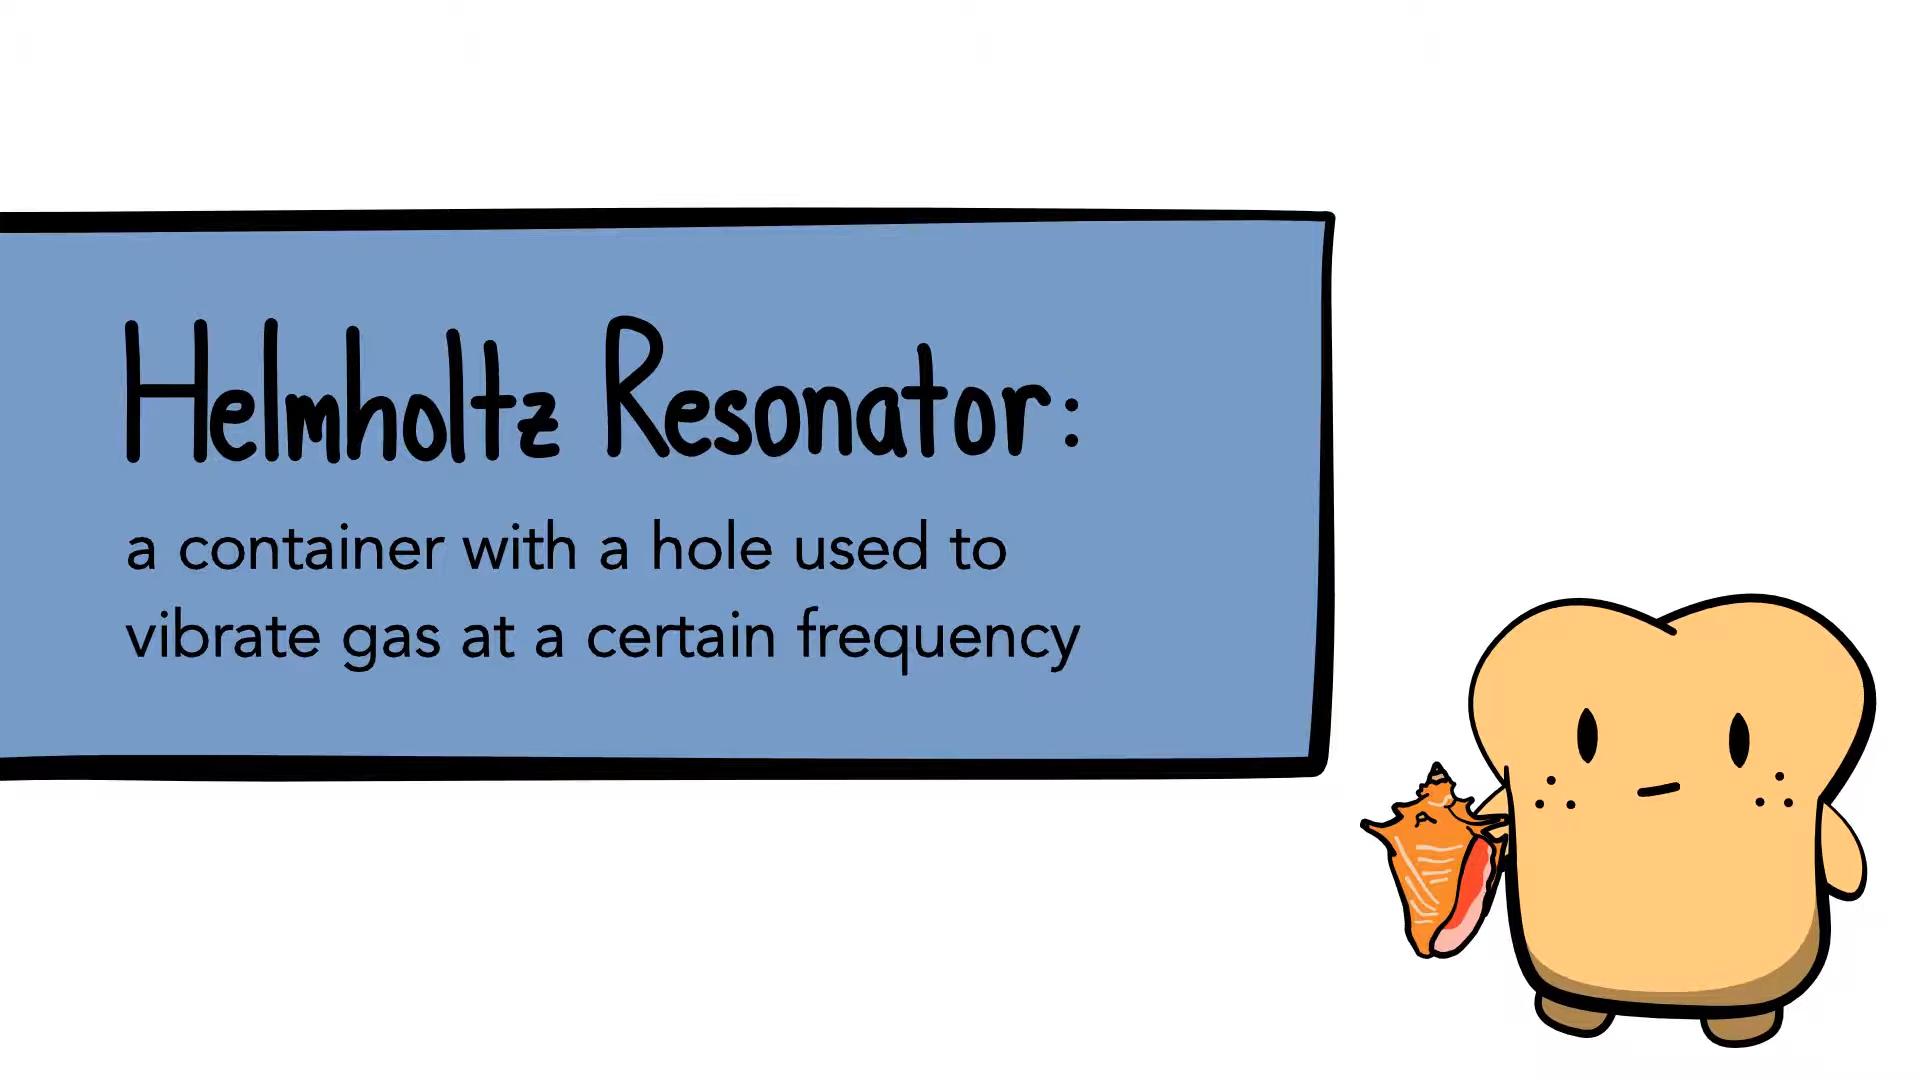 Helmholtz Resonator:
a container with a hole used to
vibrate gas at a certain frequency